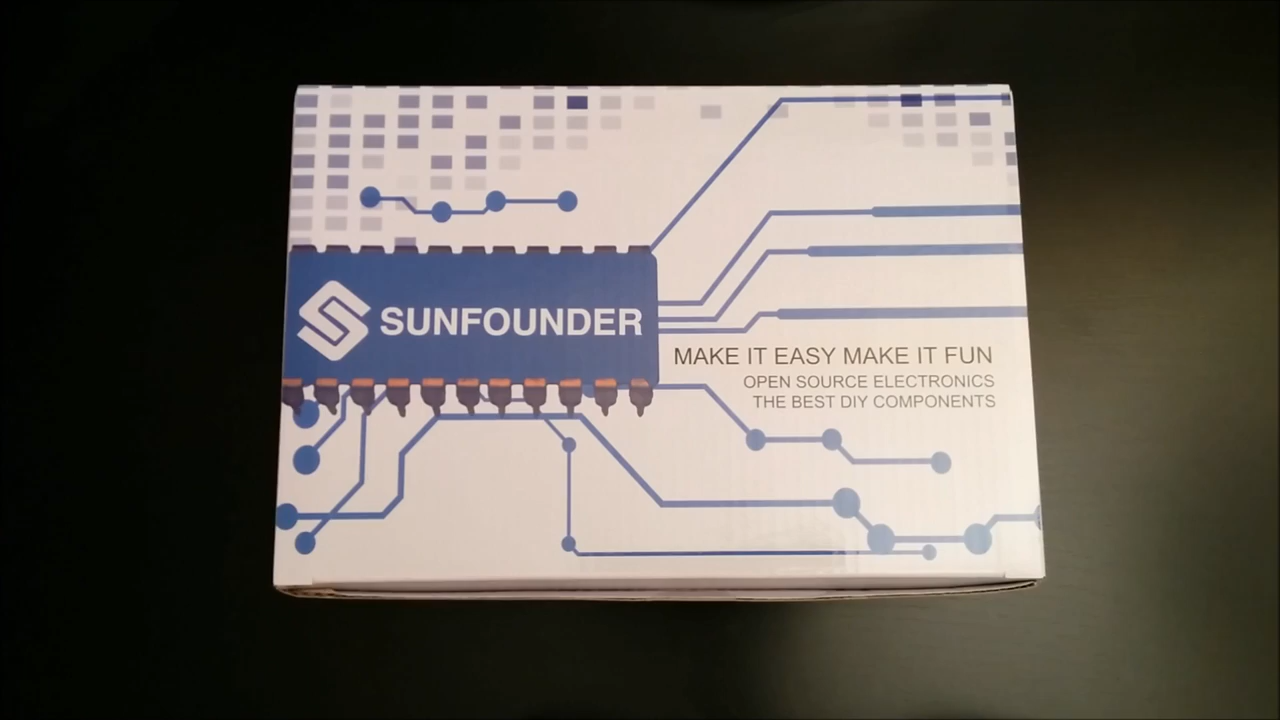 SUNFOUNDER
MAKE IT EASY MAKE IT FUN
OPEN SOURCE ELECTRONICS
THE BEST DIY COMPONENTS